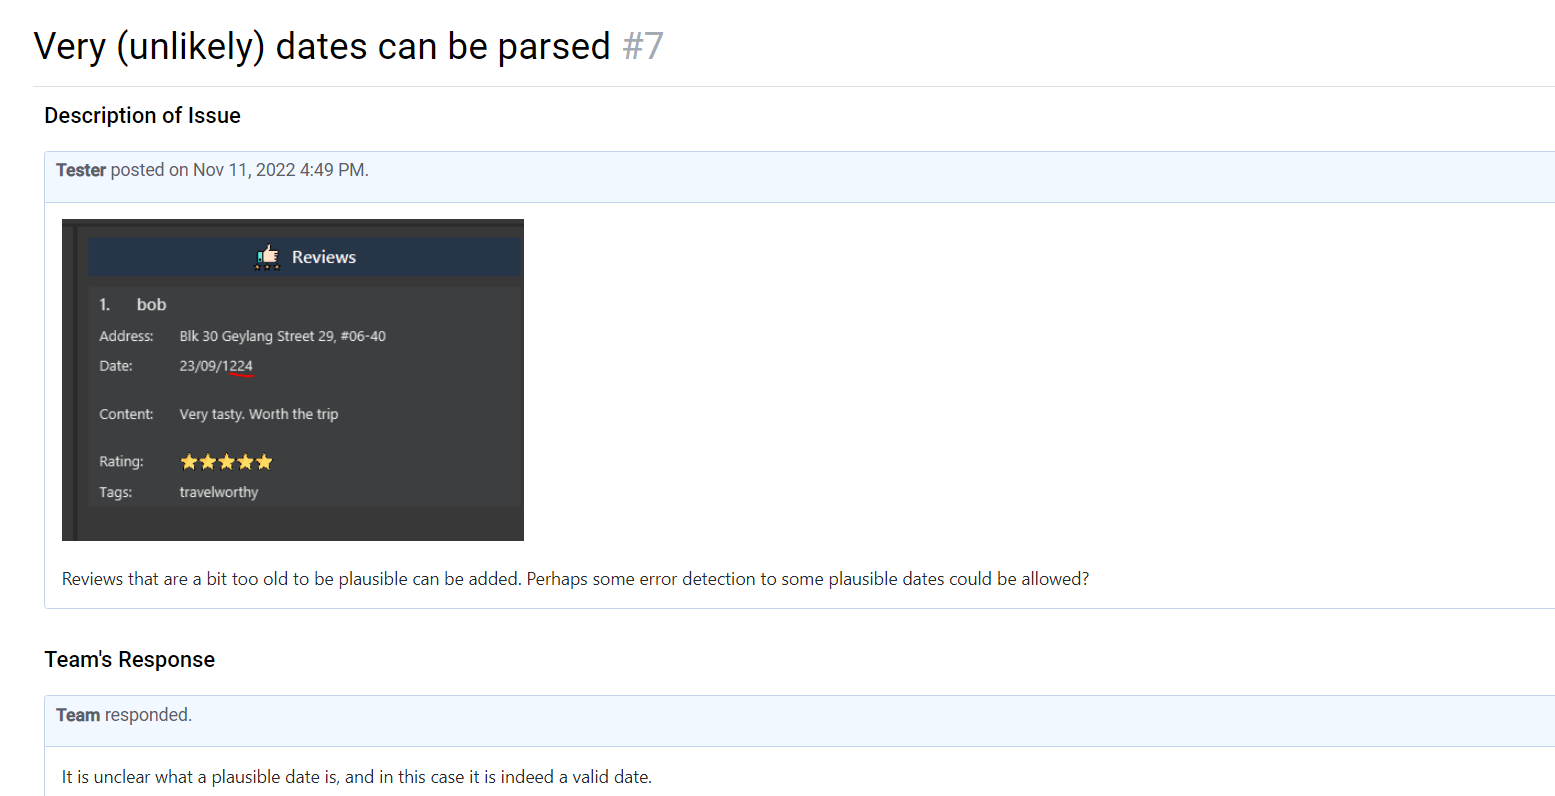 Very (unlikely) dates can be parsed #7
Description of Issue
Tester posted on Nov 11, 2022 4:49 PM.
Reviews
1. bob
Address: Blk 30 Geylang Street 29, #06-40
Date: 23/09/1224
Content: Very tasty. Worth the trip
Rating:
Tags: travelworthy
Reviews that are a bit too old to be plausible can be added. Perhaps some error detection to some plausible dates could be allowed?
Team's Response
Team responded.
It is unclear what a plausible date is, and in this case it is indeed a valid date.